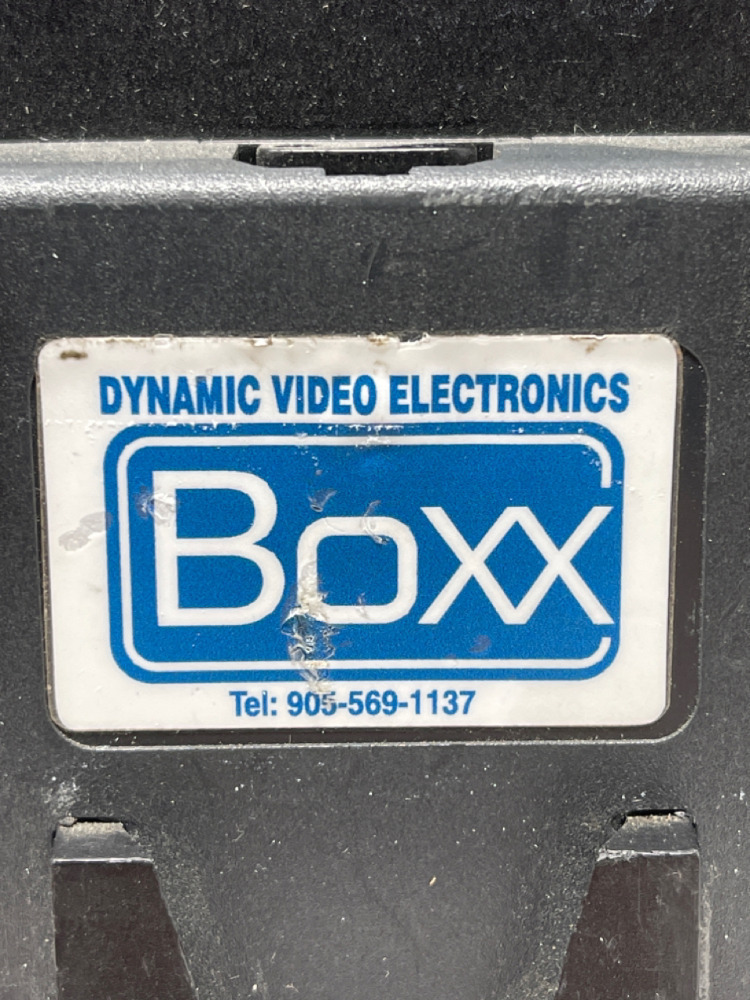 DYNAMIC VIDEO ELECTRONICS
Boxx
Tel: 905-569-1137